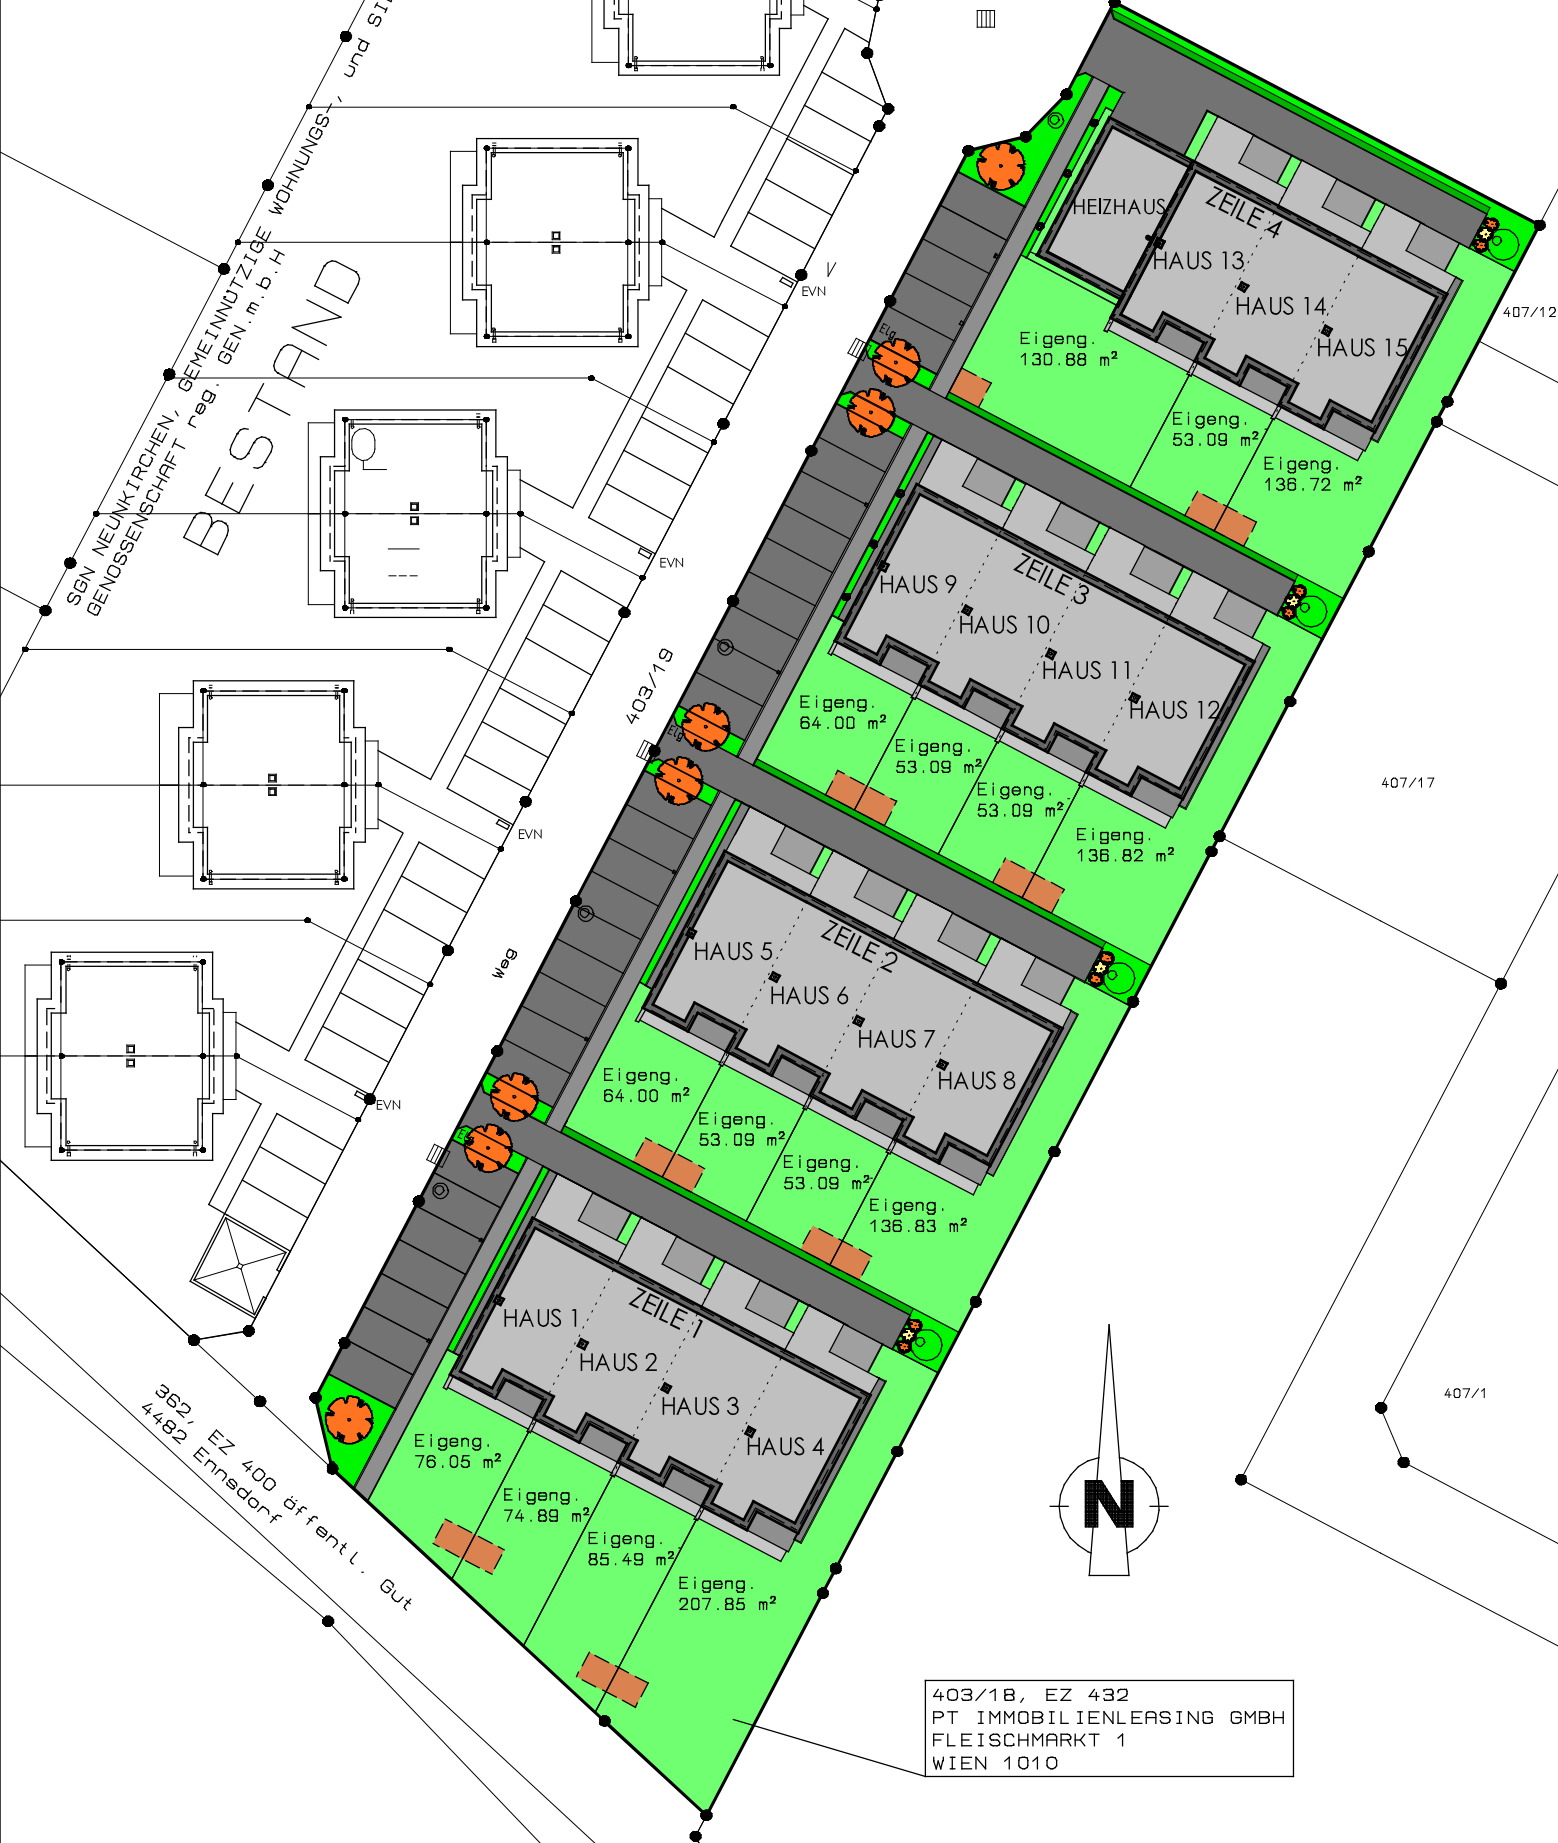 SGN NEUNKIRCHEN, GEMEINNÜTZIGE WOHNUNGS-, und
GENOSSENSCHAFT reg. GEN.m.b.H
BESTAND
EVN
EVN
EVN
EVN
403/19
Weg
HEIZHAUS
ZEILE 4
HAUS 13
HAUS 14
HAUS 15
407/12
Eigeng.
130.88 m²
Eigeng.
53.09 m²
Eigeng.
136.72 m²
ZEILE 3
HAUS 9
HAUS 10
HAUS 11
HAUS 12
Eigeng.
64.00 m²
Eigeng.
53.09 m²
Eigeng.
53.09 m²
Eigeng.
136.82 m²
407/17
ZEILE 2
HAUS 5
HAUS 6
HAUS 7
HAUS 8
Eigeng.
64.00 m²
Eigeng.
53.09 m²
Eigeng.
53.09 m²
Eigeng.
136.83 m²
ZEILE 1
HAUS 1
HAUS 2
HAUS 3
HAUS 4
Eigeng.
76.05 m²
Eigeng.
74.89 m²
Eigeng.
85.49 m²
Eigeng.
207.85 m²
407/1
N
362, EZ 400 öffentl. Gut
4482 Ennsdorf
403/18, EZ 432
PT IMMOBILIENLEASING GMBH
FLEISCHMARKT 1
WIEN 1010